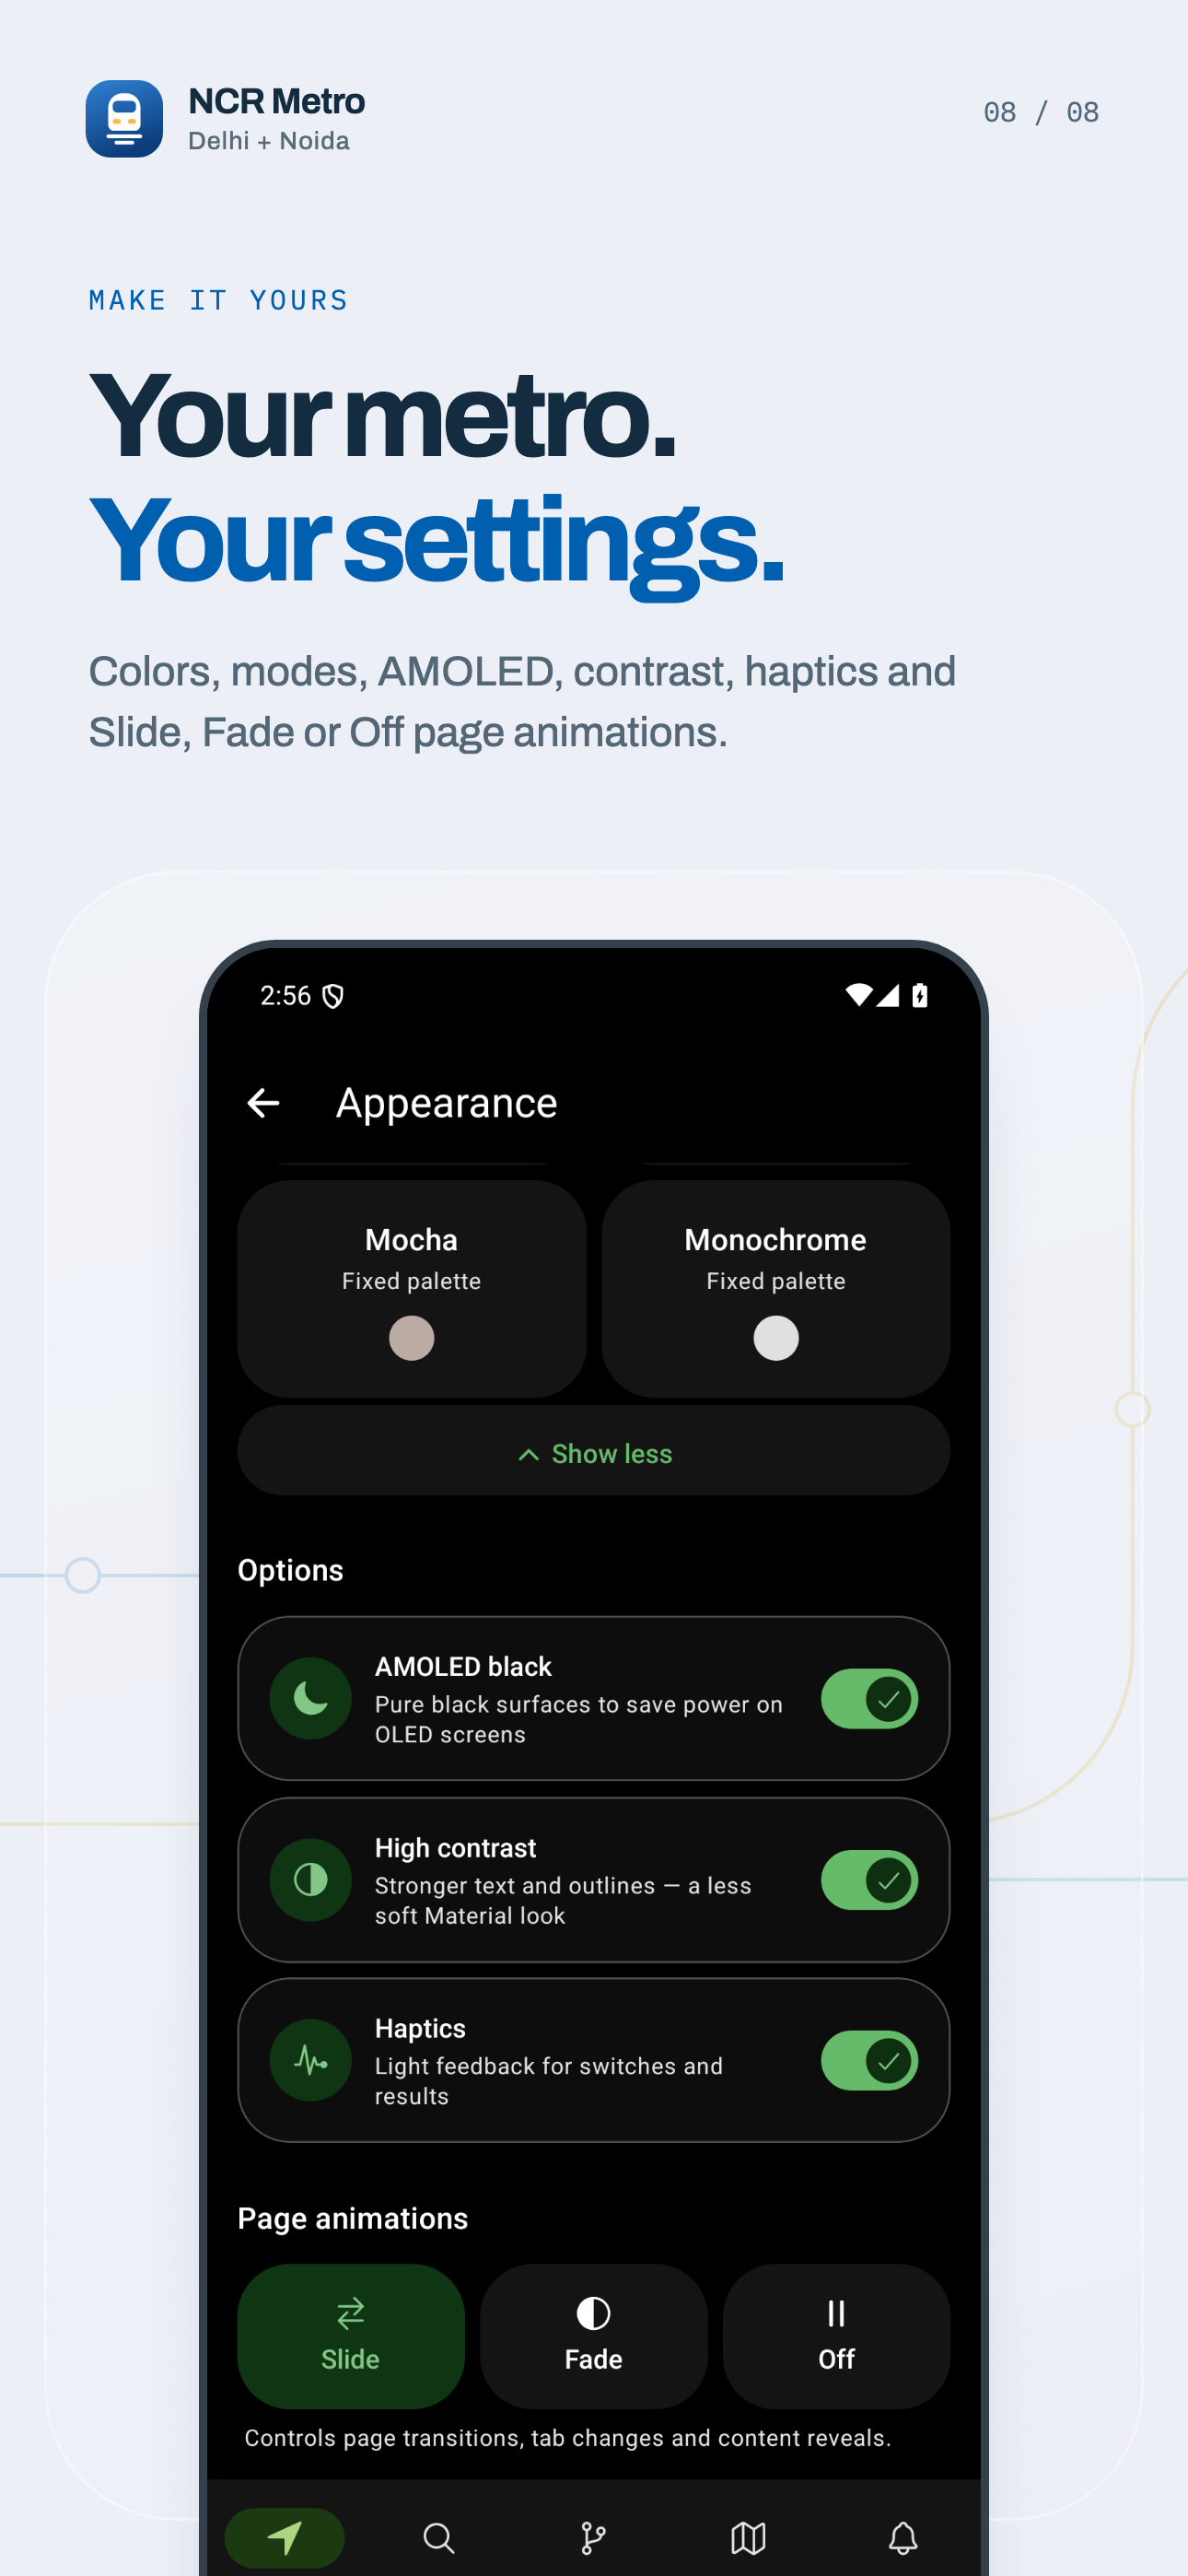 NCR Metro
Delhi + Noida
08 / 08
MAKE IT YOURS
Your metro.
Your settings.
Colors, modes, AMOLED, contrast, haptics and
Slide, Fade or Off page animations.
2:56
Appearance
Mocha
Fixed palette
Monochrome
Fixed palette
Show less
Options
AMOLED black
Pure black surfaces to save power on
OLED screens
High contrast
Stronger text and outlines — a less
soft Material look
Haptics
Light feedback for switches and
results
Page animations
Slide
Fade
Off
Controls page transitions, tab changes and content reveals.